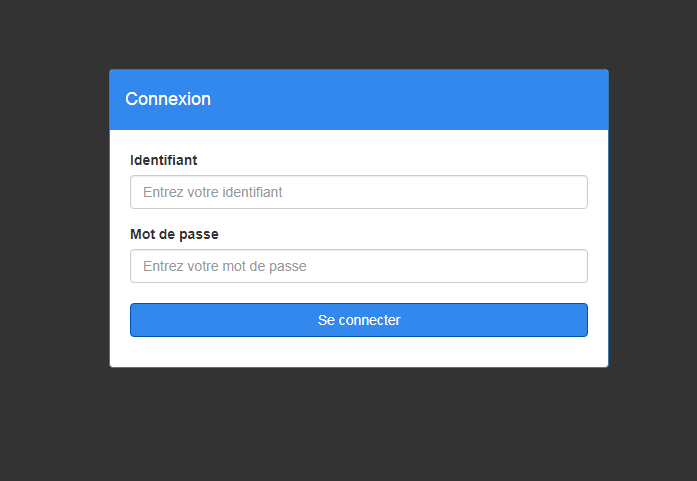 Connexion
Identifiant
Entrez votre identifiant
Mot de passe
Entrez votre mot de passe
Se connecter